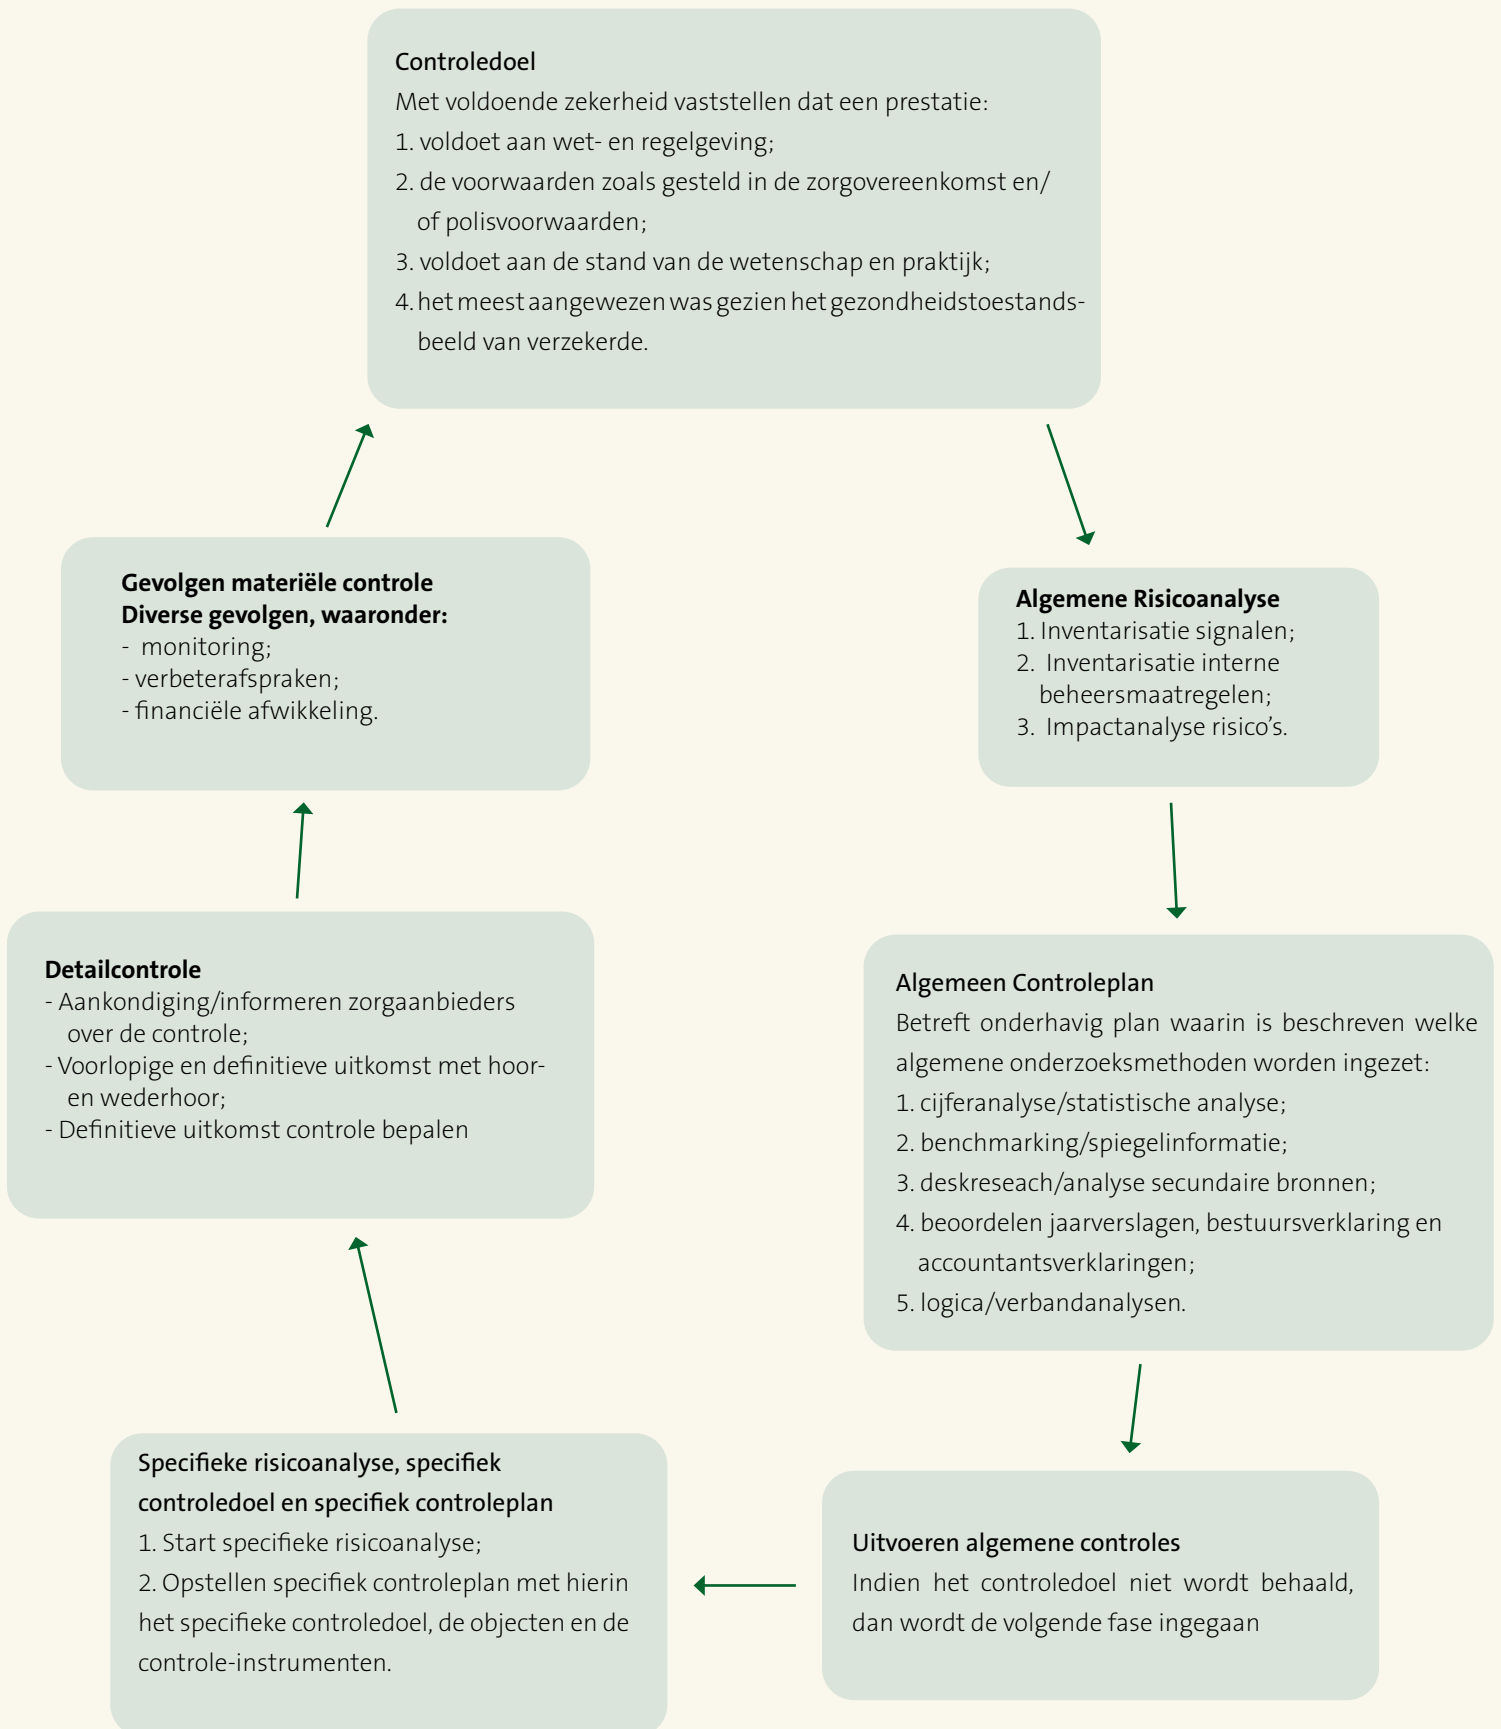 Controledoel
Met voldoende zekerheid vaststellen dat een prestatie:
1. voldoet aan wet- en regelgeving;
2. de voorwaarden zoals gesteld in de zorgovereenkomst en/
of polisvoorwaarden;
3. voldoet aan de stand van de wetenschap en praktijk;
4. het meest aangewezen was gezien het gezondheidstoestands-
beeld van verzekerde.
Algemene Risicoanalyse
1. Inventarisatie signalen;
2. Inventarisatie interne
beheersmaatregelen;
3. Impactanalyse risico’s.
Algemeen Controleplan
Betreft onderhavig plan waarin is beschreven welke
algemene onderzoeksmethoden worden ingezet:
1. cijferanalyse/statistische analyse;
2. benchmarking/spiegelinformatie;
3. deskreseach/analyse secundaire bronnen;
4. beoordelen jaarverslagen, bestuursverklaring en
accountantsverklaringen;
5. logica/verbandanalysen.
Uitvoeren algemene controles
Indien het controledoel niet wordt behaald,
dan wordt de volgende fase ingegaan
Specifieke risicoanalyse, specifiek
controledoel en specifiek controleplan
1. Start specifieke risicoanalyse;
2. Opstellen specifiek controleplan met hierin
het specifieke controledoel, de objecten en de
controle-instrumenten.
Detailcontrole
- Aankondiging/informeren zorgaanbieders
over de controle;
- Voorlopige en definitieve uitkomst met hoor-
en wederhoor;
- Definitieve uitkomst controle bepalen
Gevolgen materiële controle
Diverse gevolgen, waaronder:
- monitoring;
- verbeterafspraken;
- financiële afwikkeling.